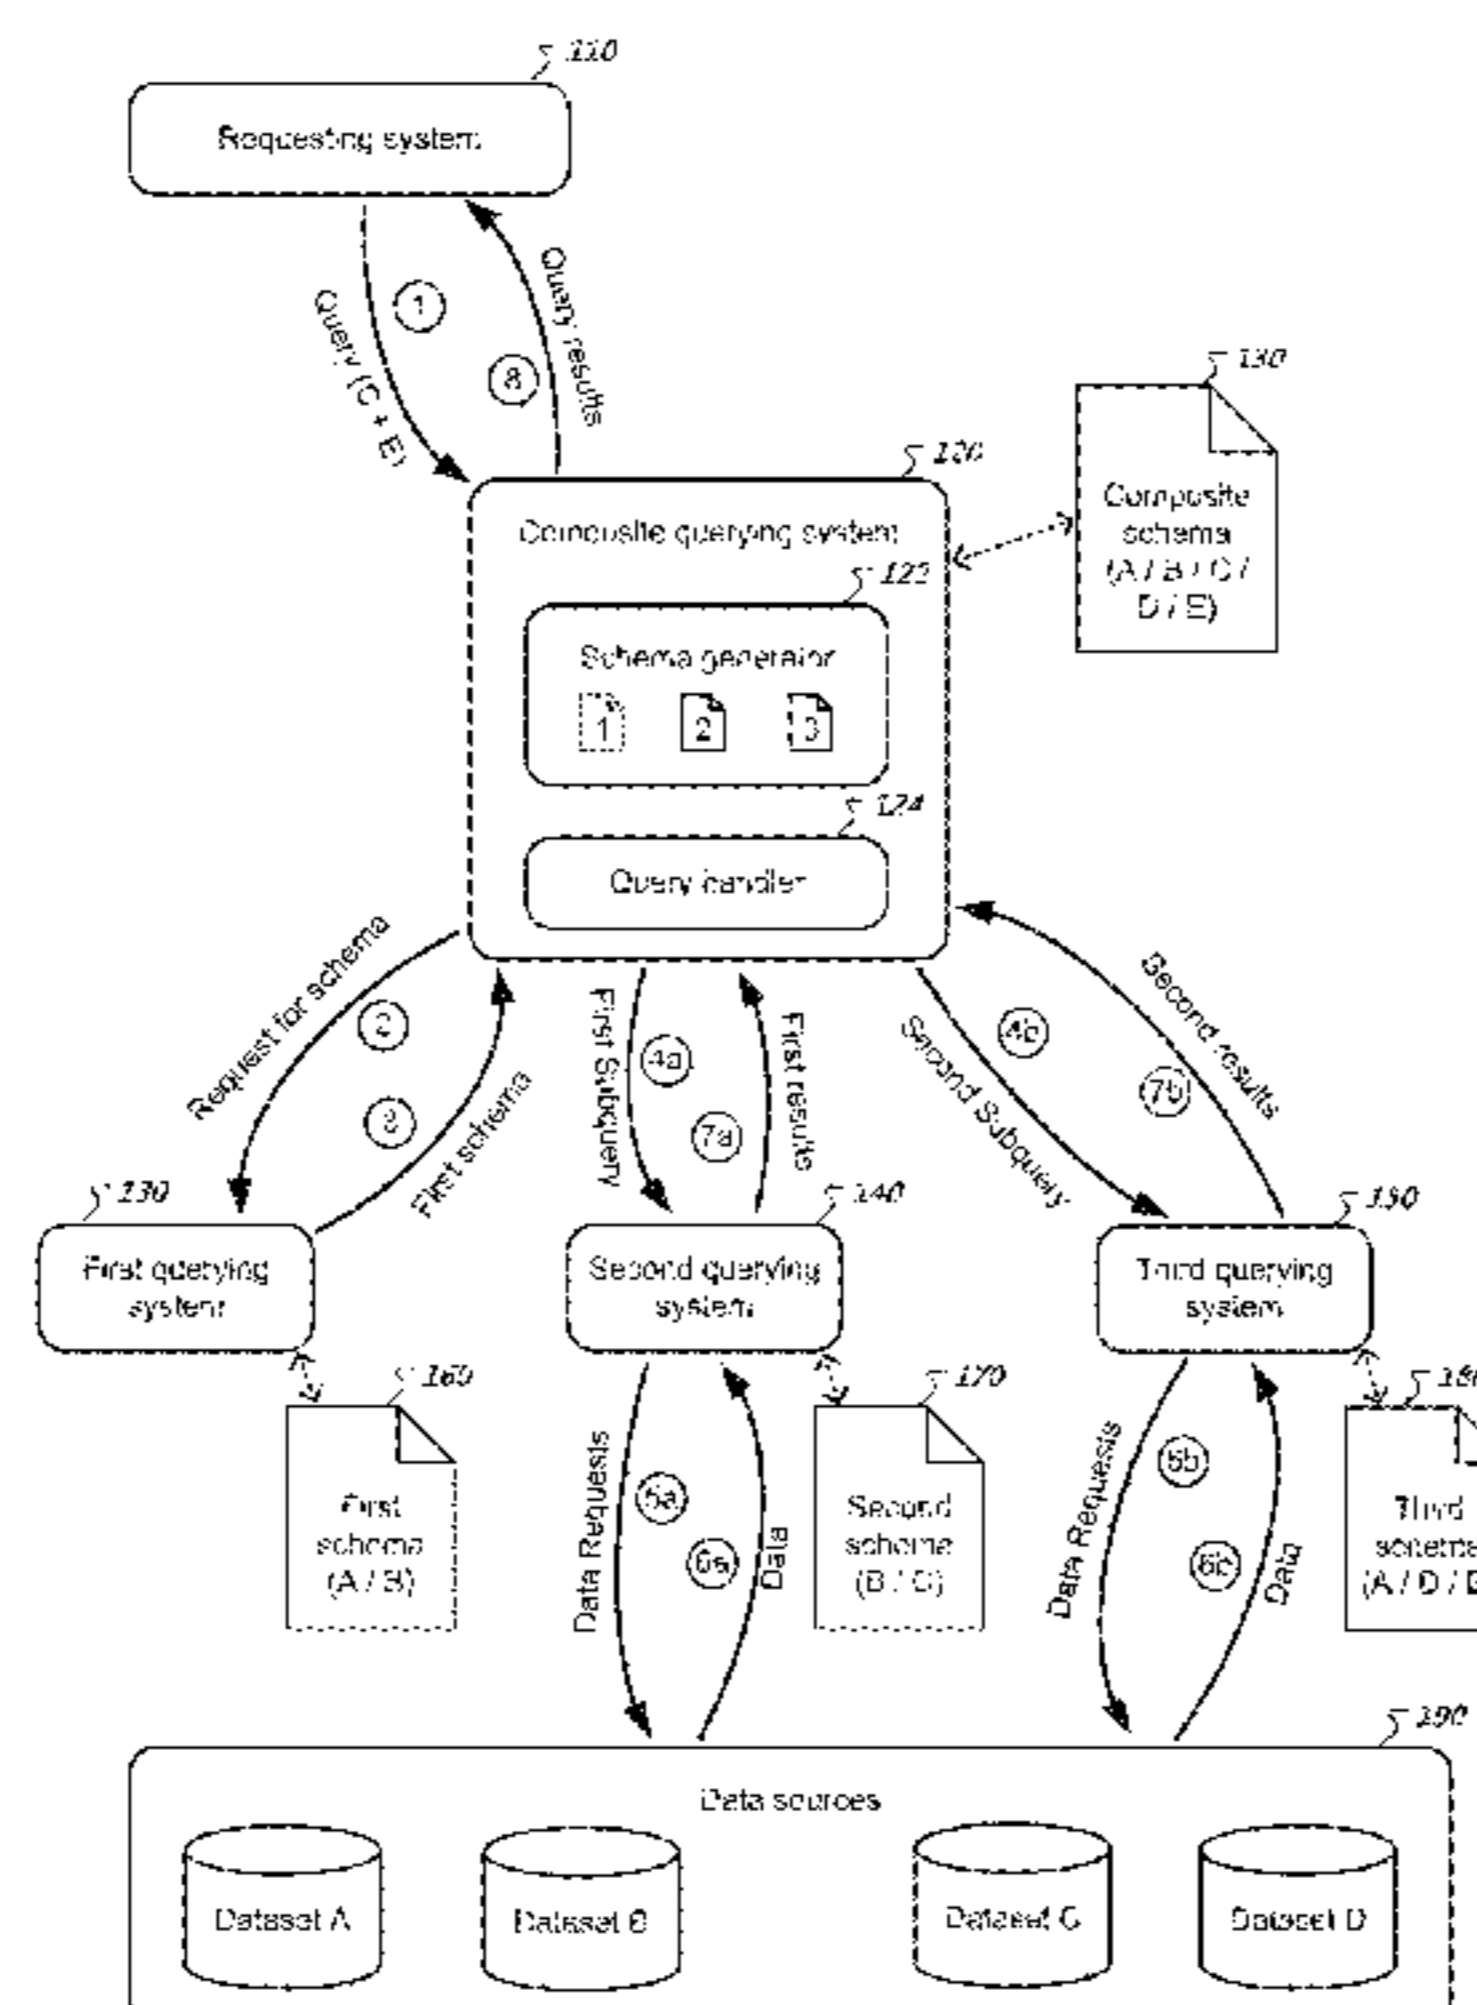 110
Requesting system
Query (C + E)
1
8
Query results
130
Composite
schema
(A / B / C /
D / E)
120
Composite querying system
122
Schema generator
1
2
3
124
Query handler
Request for schema
2
3
First schema
First Subquery
4a
7a
First results
Second Subquery
4b
7b
Second results
130
First querying
system
140
Second querying
system
150
Third querying
system
160
First
schema
(A / B)
170
Second
schema
(B / C)
Third
schema
(A / D /
Data Requests
5a
6a
Data
Data Requests
5b
6b
Data
190
Data sources
Dataset A
Dataset B
Dataset C
Dataset D